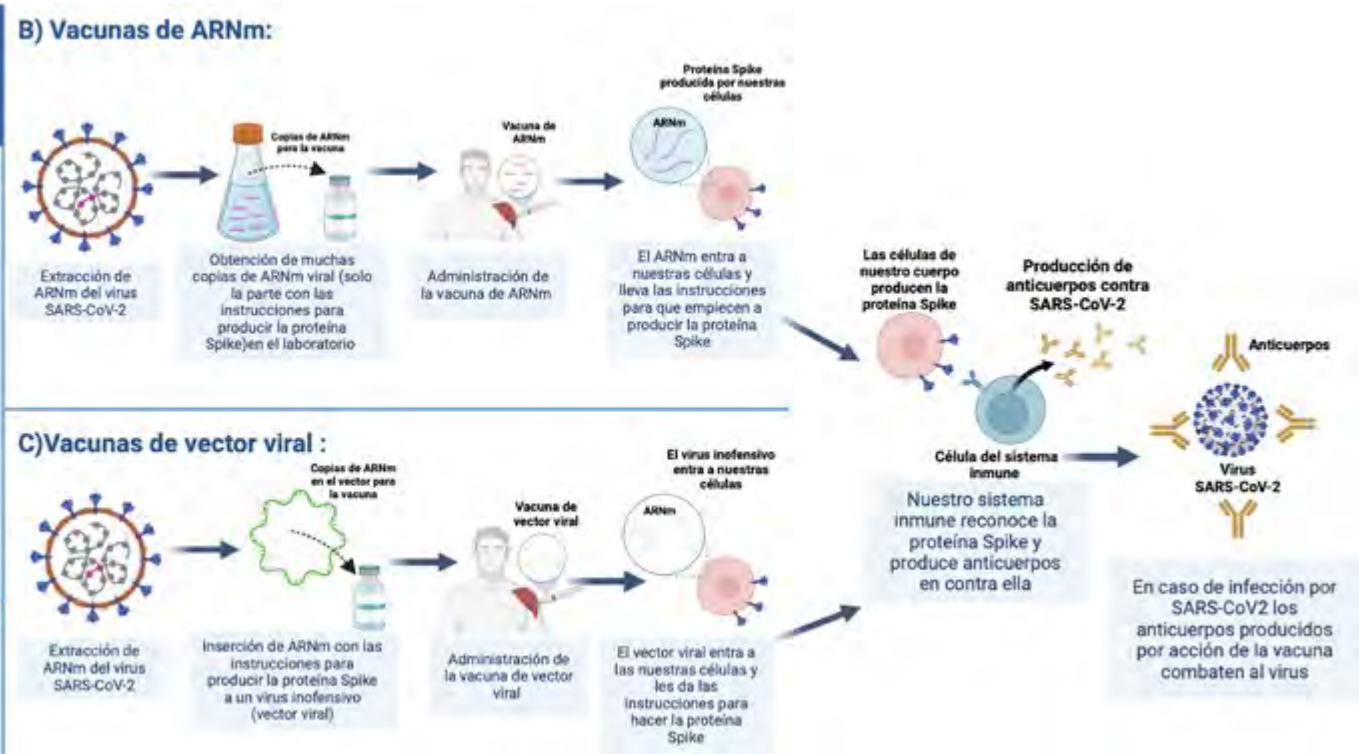 B) Vacunas de ARNm:
Proteína Spike
producida por nuestras
células
ARNm
Copias de ARNm
para la vacuna
Vacuna de
ARNm
Extracción de
ARNm del virus
SARS-CoV-2
Obtención de muchas
copias de ARNm viral (solo
la parte con las
instrucciones para
producir la proteína
Spike)en el laboratorio
Administración de
la vacuna de ARNm
El ARNm entra a
nuestras células y
lleva las instrucciones
para que empiecen a
producir la proteína
Spike
C)Vacunas de vector viral :
Copias de ARNm
en el vector para
la vacuna
Vacuna de
vector viral
El virus inofensivo
entra a nuestras
células
ARNm
Extracción de
ARNm del virus
SARS-CoV-2
Inserción de ARNm con las
instrucciones para
producir la proteína Spike
a un virus inofensivo
(vector viral)
Administración de
la vacuna de vector
viral
El vector viral entra a
las nuestras células y
les da las
Instrucciones para
hacer la proteína
Spike
Las células de
nuestro cuerpo
producen la
proteína Spike
Producción de
anticuerpos contra
SARS-CoV-2
Célula del sistema
inmune
Nuestro sistema
inmune reconoce la
proteína Spike y
produce anticuerpos
en contra ella
Anticuerpos
Virus
SARS-CoV-2
En caso de infección por
SARS-CoV2 los
anticuerpos producidos
por acción de la vacuna
combaten al virus